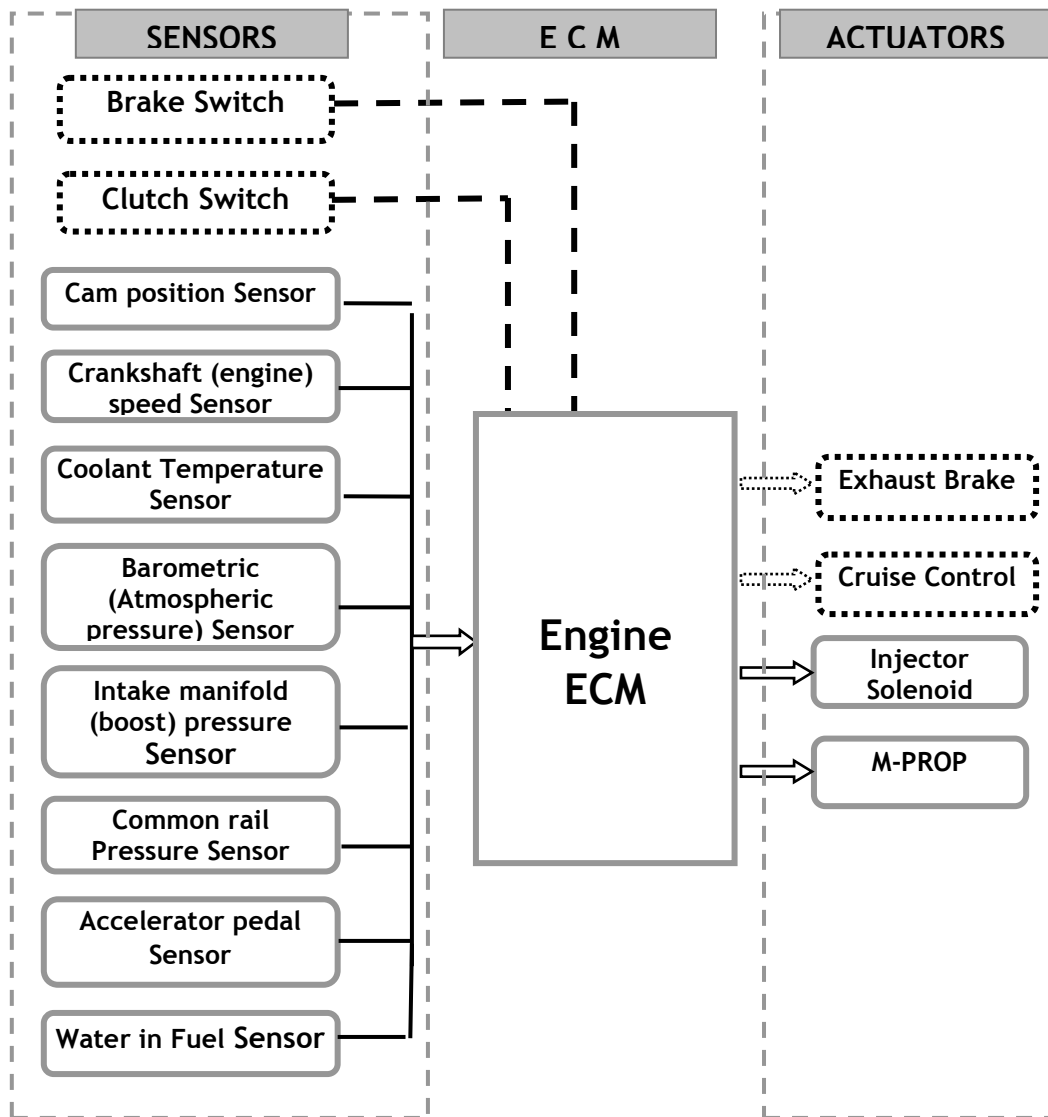 SENSORS
E C M
ACTUATORS
Brake Switch
Clutch Switch
Cam position Sensor
Crankshaft (engine)
speed Sensor
Coolant Temperature
Sensor
Barometric
(Atmospheric
pressure) Sensor
Intake manifold
(boost) pressure
Sensor
Common rail
Pressure Sensor
Accelerator pedal
Sensor
Water in Fuel Sensor
Engine
ECM
Exhaust Brake
Cruise Control
Injector
Solenoid
M-PROP